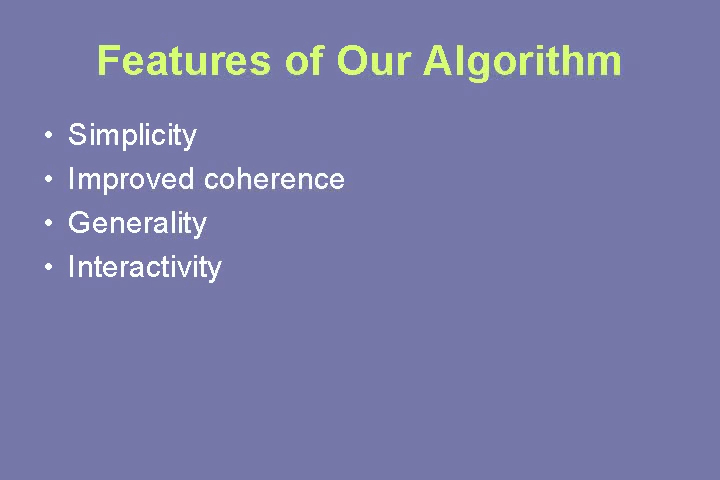 Features of Our Algorithm
• Simplicity
• Improved coherence
• Generality
• Interactivity